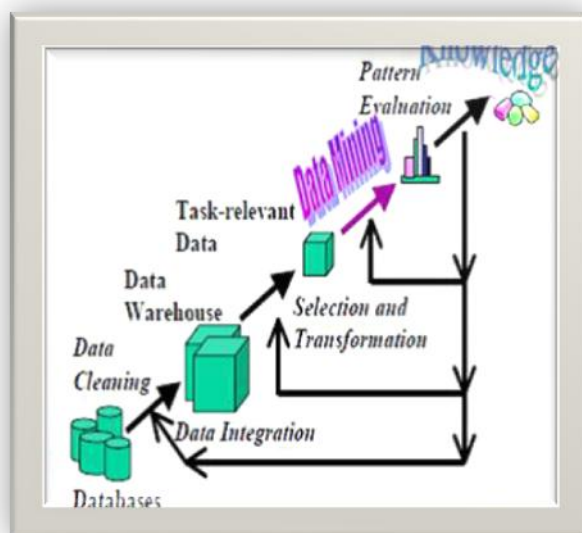 Knowledge
Pattern
Evaluation
Data Mining
Task-relevant
Data
Data
Warehouse
Selection and
Transformation
Data
Cleaning
Data Integration
Databases